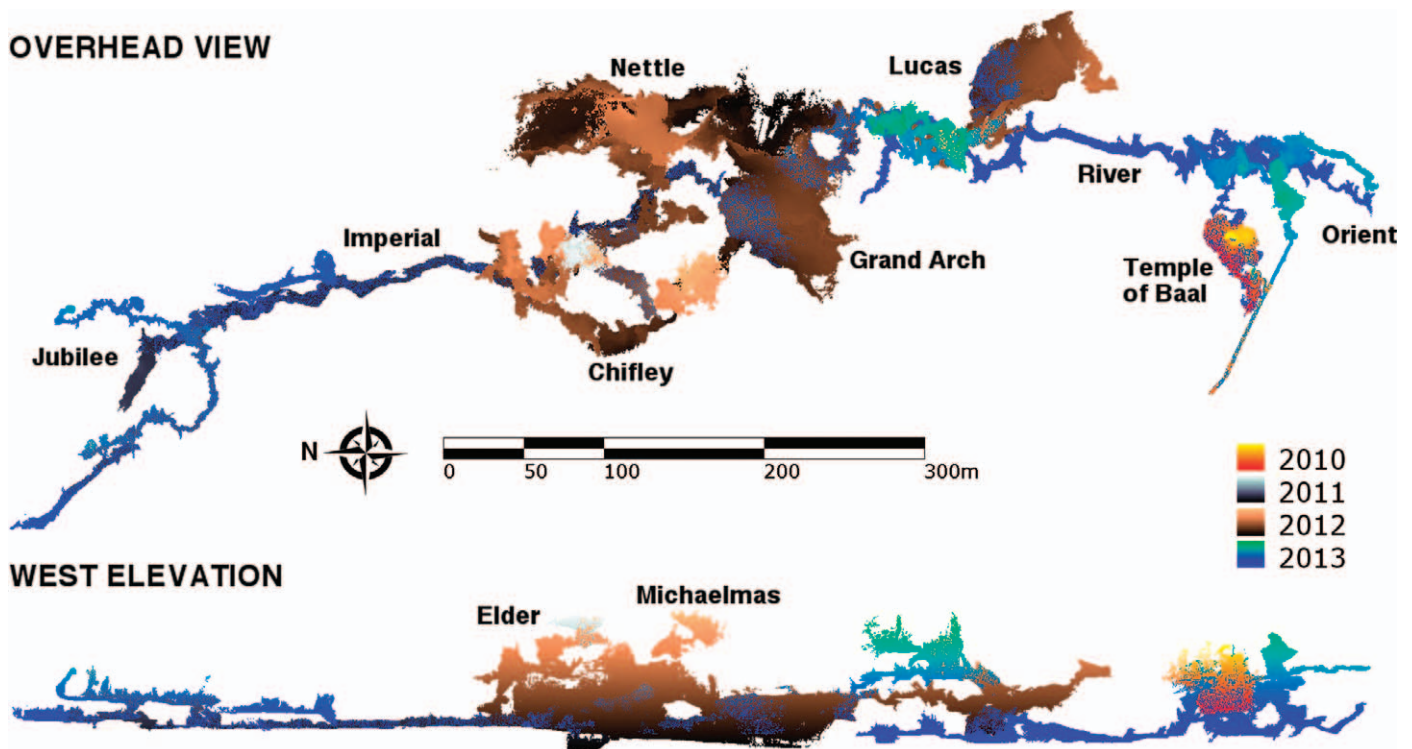 OVERHEAD VIEW
Nettle
Lucas
River
Imperial
Grand Arch
Orient
Temple
of Baal
Jubilee
Chifley
N
0 50 100 200 300m
2010
2011
2012
2013
WEST ELEVATION
Michaelmas
Elder